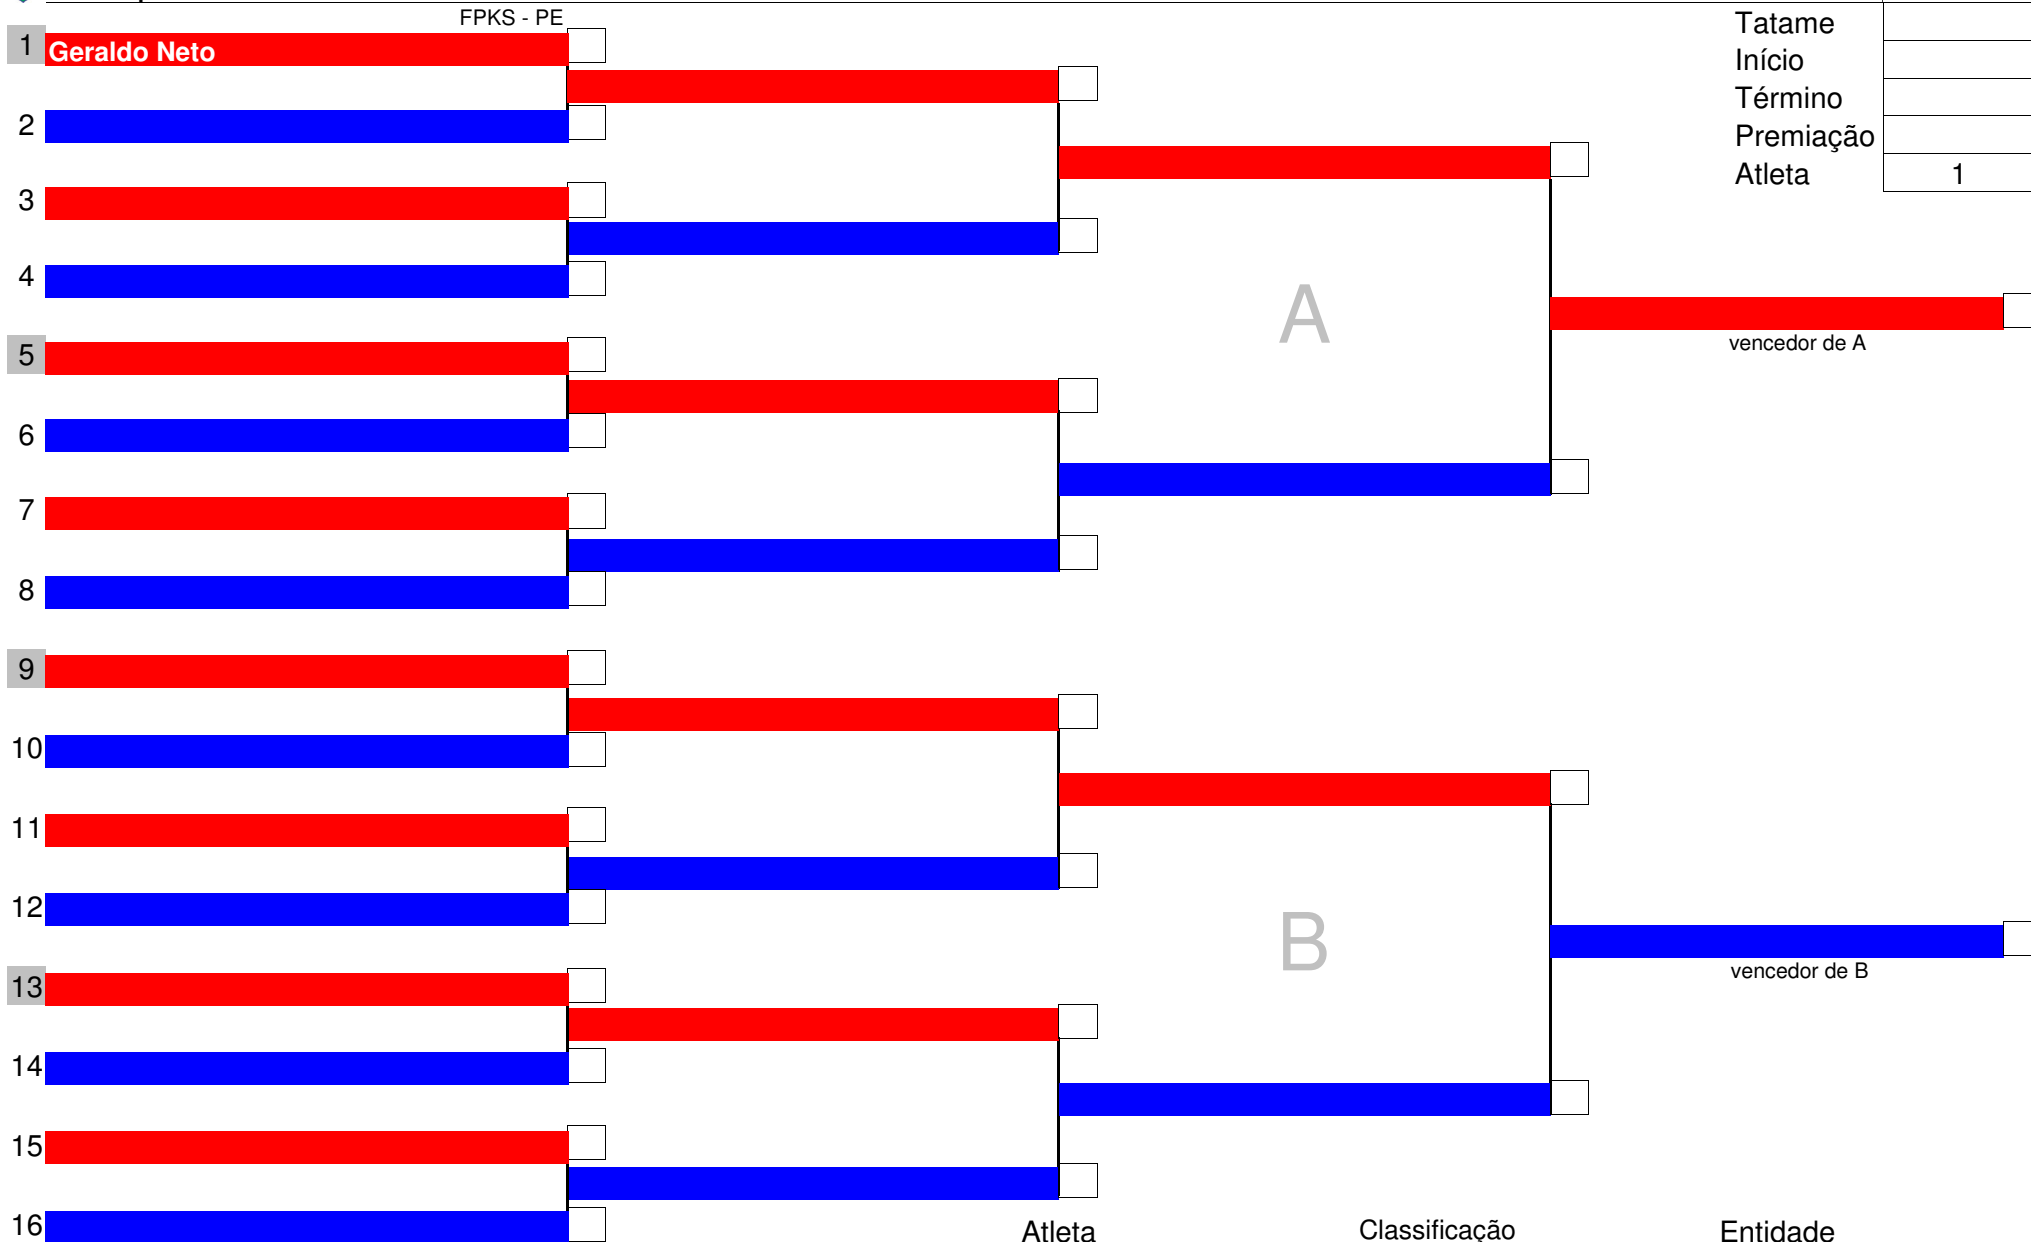 FPKS - PE
Tatame
1 Geraldo Neto
Início
Término
2
Premiação
Atleta 1
3
4
A
5
vencedor de A
6
7
8
9
10
11
12
B
13
vencedor de B
14
15
16
Atleta Classificação Entidade